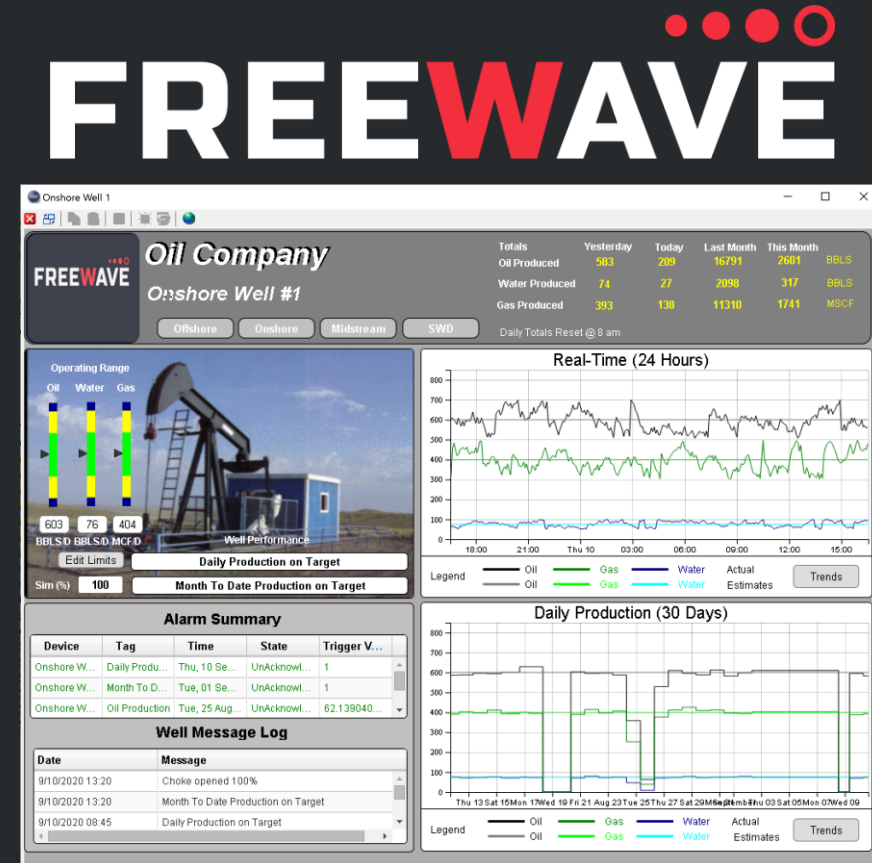 FREEWAVE
Onshore Well 1
FREEWAVE
Oil Company
Onshore Well #1
Offshore Onshore Midstream SWD
Totals Yesterday Today Last Month This Month
Oil Produced 583 209 16791 2601 BBLS
Water Produced 74 27 2098 317 BBLS
Gas Produced 393 138 11310 1741 MSCF
Daily Totals Reset @ 8 am
Operating Range
Oil Water Gas
603 76 404
BBLS/D BBLS/D MCF/D
Well Performance
Edit Limits Daily Production on Target
Sim (%) 100 Month To Date Production on Target
Real-Time (24 Hours)
800
700
600
500
400
300
200
100
0
18:00 21:00 Thu 10 03:00 06:00 09:00 12:00 15:00
Legend Oil Gas Water Actual
Oil Gas Water Estimates
Trends
Alarm Summary
Device Tag Time State Trigger V...
Onshore W... Daily Produ... Thu, 10 Se... UnAcknowl... 1
Onshore W... Month To D... Tue, 01 Se... UnAcknowl... 1
Onshore W... Oil Production Tue, 25 Aug... UnAcknowl... 62.139040...
Well Message Log
Date Message
9/10/2020 13:20 Choke opened 100%
9/10/2020 13:20 Month To Date Production on Target
9/10/2020 08:45 Daily Production on Target
Daily Production (30 Days)
800
700
600
500
400
300
200
100
0
Thu 13 Sat 15 Mon 17 Wed 19 Fri 21 Aug 23 Tue 25 Thu 27 Sat 29 Thu 03 Sat 05 Mon 07 Wed 09
Legend Oil Gas Water Actual
Oil Gas Water Estimates
Trends